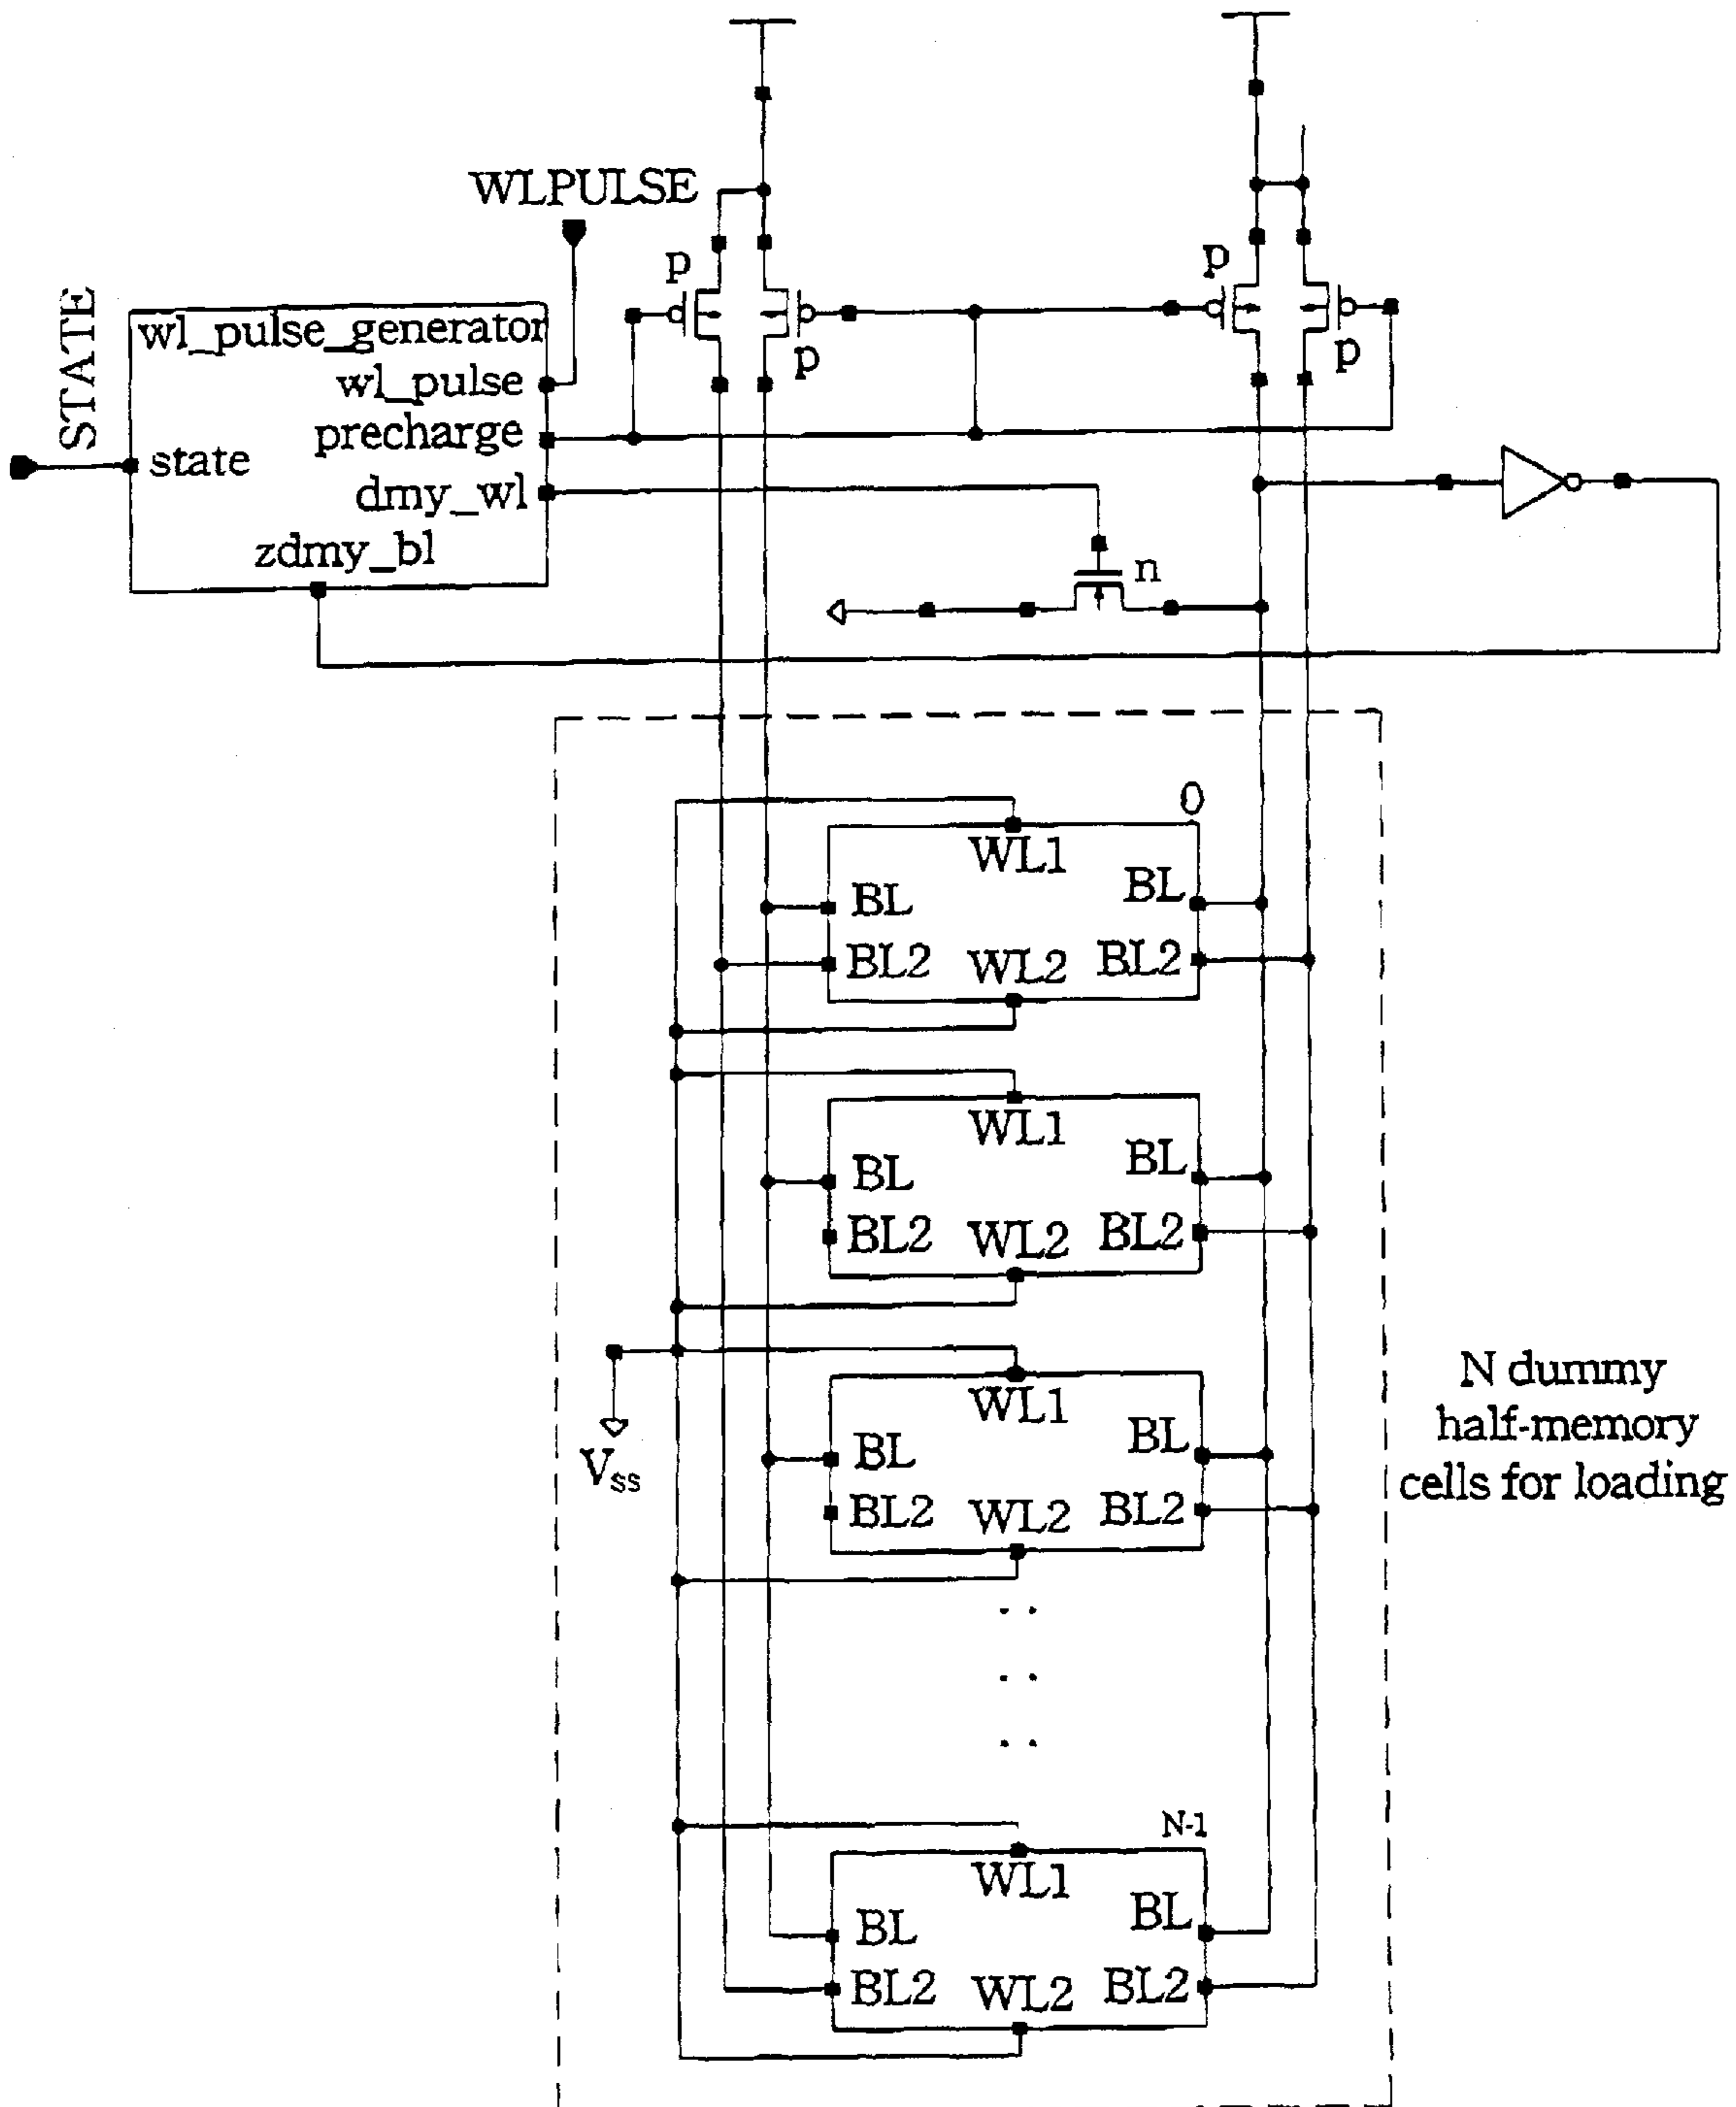 WLPULSE
STATE
p
p
p
p
wl_pulse_generator
wl_pulse
precharge
state
dmy_wl
zdmy_bl
n
0
WL1
BL
BL
BL2
WL2
BL2
WL1
BL
BL
BL2
WL2
BL2
Vss
WL1
BL
BL
BL2
WL2
BL2
N dummy
half-memory
cells for loading
N-1
WL1
BL
BL
BL2
WL2
BL2